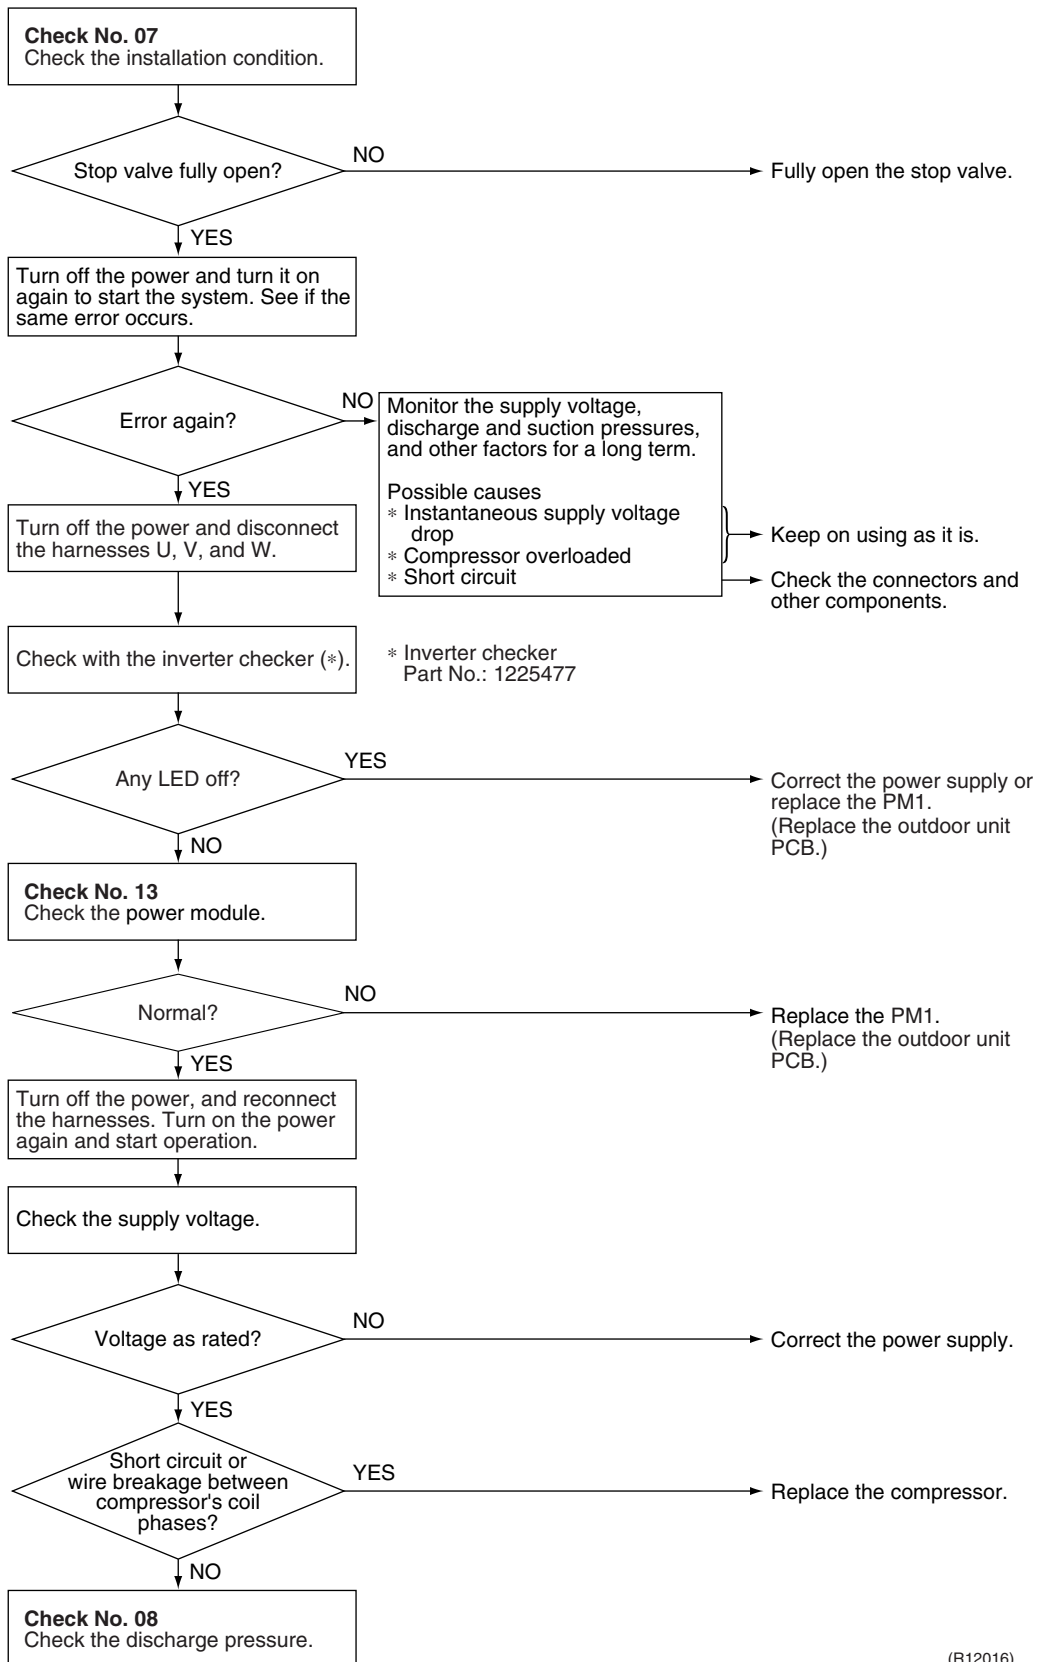 Check No. 07
Check the installation condition.
Stop valve fully open?
NO
Fully open the stop valve.
YES
Turn off the power and turn it on
again to start the system. See if the
same error occurs.
Error again?
NO
Monitor the supply voltage,
discharge and suction pressures,
and other factors for a long term.
Possible causes
* Instantaneous supply voltage
drop
* Compressor overloaded
* Short circuit
Keep on using as it is.
Check the connectors and
other components.
YES
Turn off the power and disconnect
the harnesses U, V, and W.
Check with the inverter checker (*).
* Inverter checker
Part No.: 1225477
Any LED off?
YES
Correct the power supply or
replace the PM1.
(Replace the outdoor unit
PCB.)
NO
Check No. 13
Check the power module.
Normal?
NO
Replace the PM1.
(Replace the outdoor unit
PCB.)
YES
Turn off the power, and reconnect
the harnesses. Turn on the power
again and start operation.
Check the supply voltage.
Voltage as rated?
NO
Correct the power supply.
YES
Short circuit or
wire breakage between
compressor's coil
phases?
YES
Replace the compressor.
NO
Check No. 08
Check the discharge pressure.
(R12016)